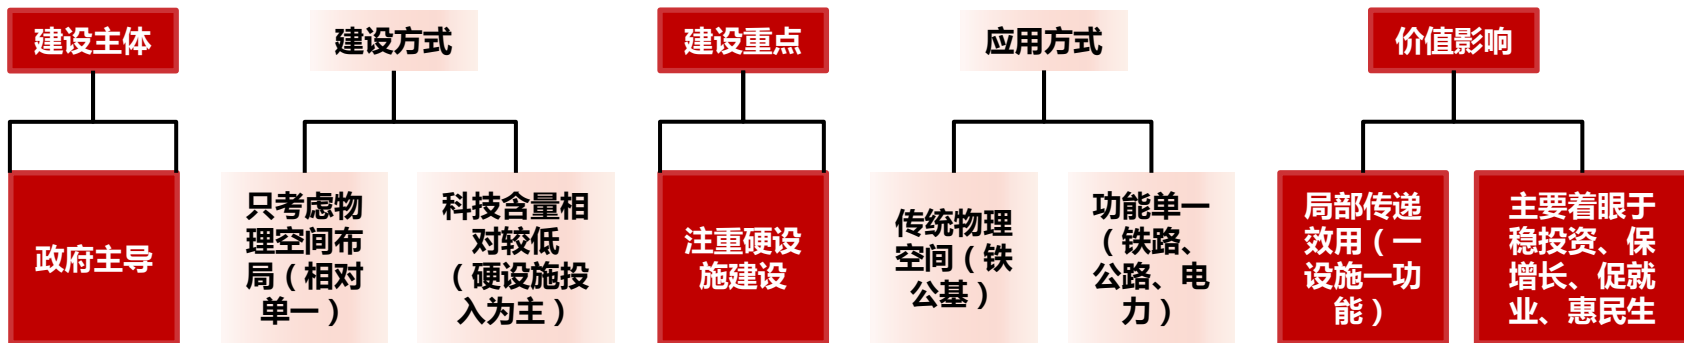 建设主体
建设方式
建设重点
应用方式
价值影响
政府主导
只考虑物
理空间布
局（相对
单一）
科技含量相
对较低
（硬设施投
入为主）
注重硬设
施建设
传统物理
空间（铁
公基）
功能单一
（铁路、
公路、电
力）
局部传递
效用（一
设施一功
能）
主要着眼于
稳投资、保
增长、促就
业、惠民生